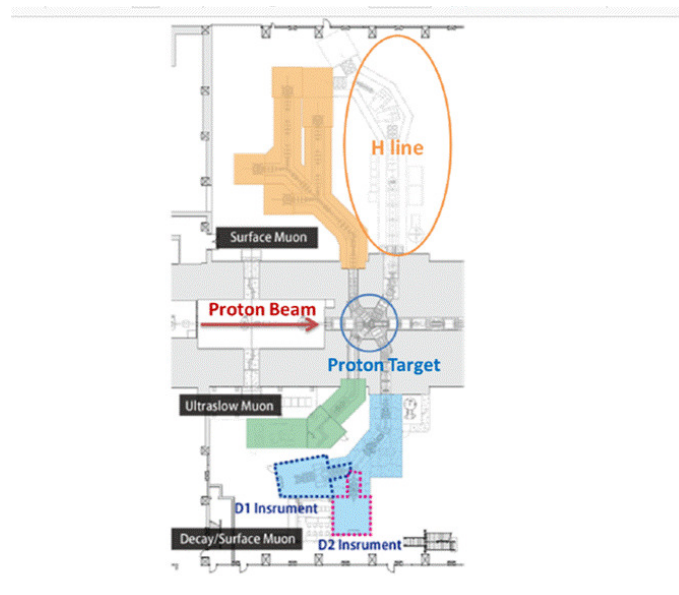 H line
Surface Muon
Proton Beam
Proton Target
Ultraslow Muon
D1 Insrument
Decay/Surface Muon
D2 Insrument